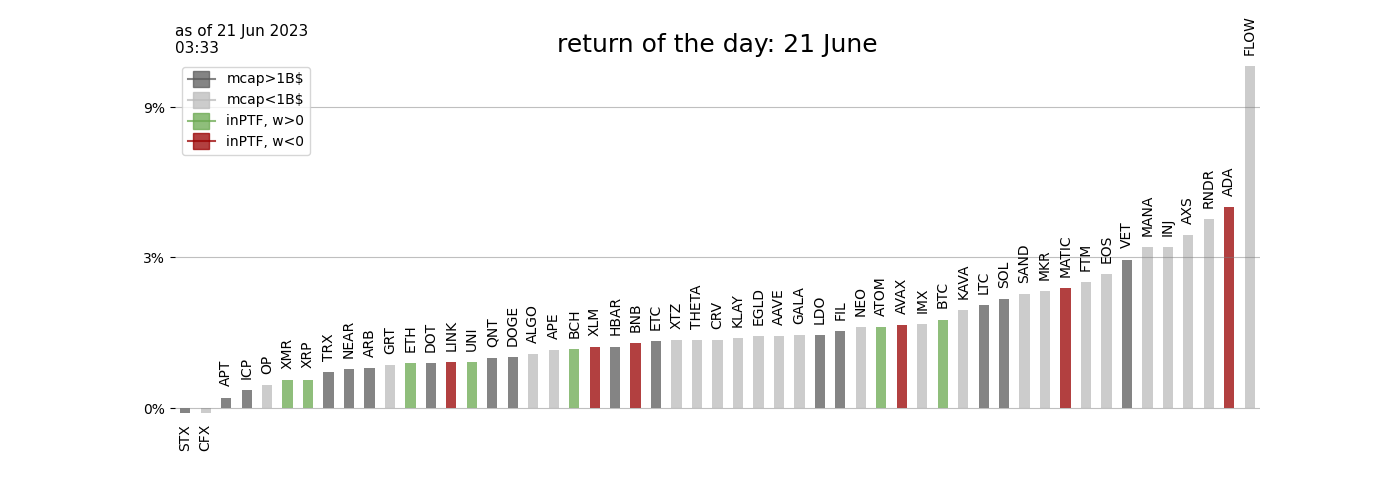 as of 21 Jun 2023
03:33
return of the day: 21 June
mcap>1B$
mcap<1B$
inPTF, w>0
inPTF, w<0
9%
3%
0%
STX
CFX
APT
ICP
OP
XMR
XRP
TRX
NEAR
ARB
GRT
ETH
DOT
LINK
UNI
QNT
DOGE
ALGO
APE
BCH
XLM
HBAR
BNB
ETC
XTZ
THETA
CRV
KLAY
EGLD
AAVE
GALA
LDO
FIL
NEO
ATOM
AVAX
IMX
BTC
KAVA
LTC
SOL
SAND
MKR
MATIC
FTM
EOS
VET
MANA
INJ
AXS
RNDR
ADA
FLOW